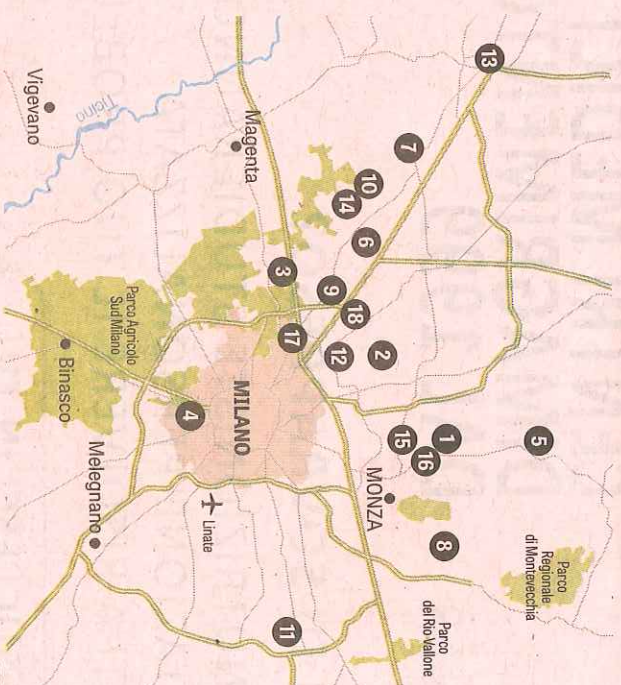 13
7
10
14
6
3
9
18
17
12
2
4
15
16
1
5
8
11
Vigevano
Ticino
Magenta
Parco Agricolo
Sud Milano
Binasco
MILANO
Melegnano
Linate
MONZA
Parco
Regionale
di Montevecchia
Parco
del Rio Vallone